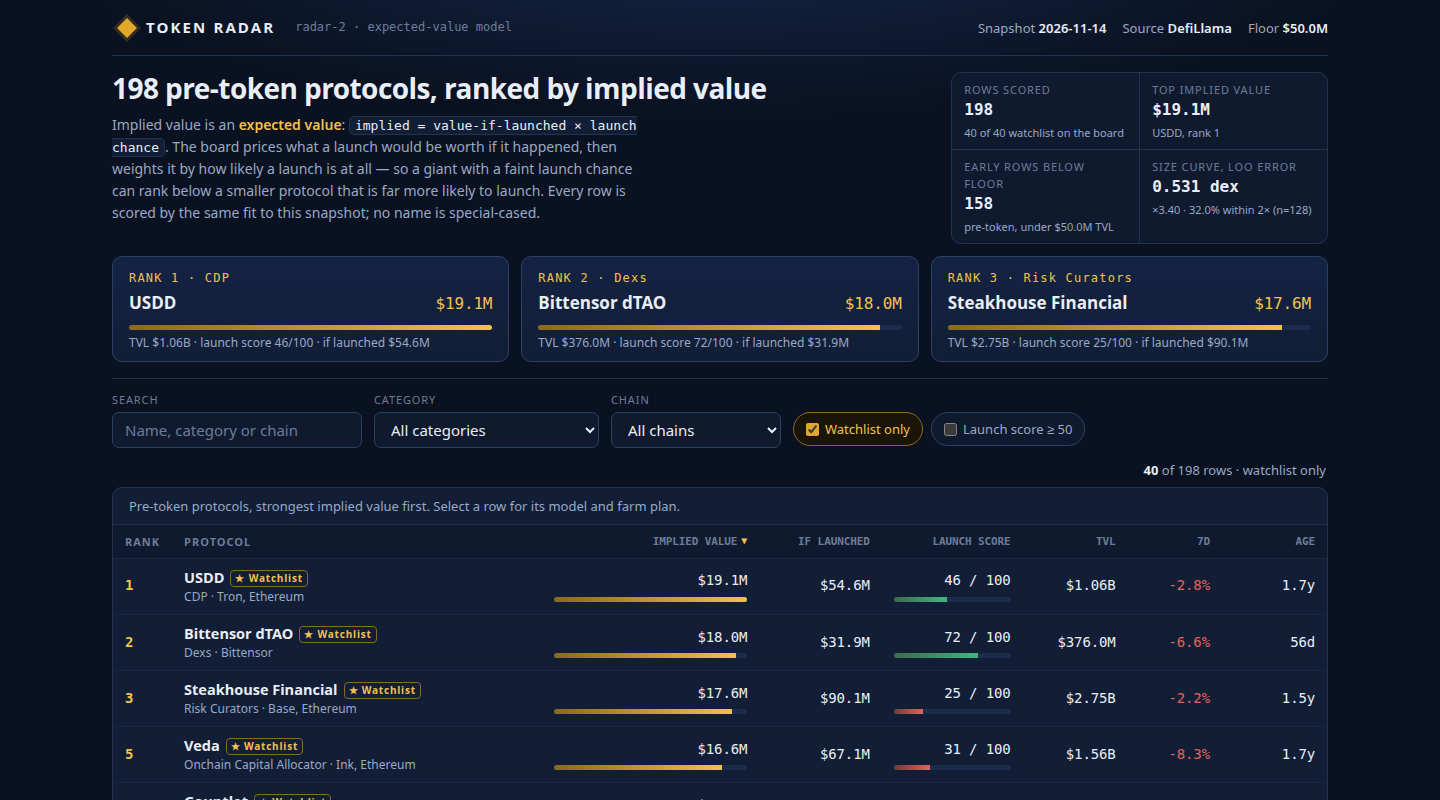 TOKEN RADAR
radar-2 · expected-value model
Snapshot 2026-11-14 Source DefiLlama Floor $50.0M
198 pre-token protocols, ranked by implied value
Implied value is an expected value: implied = value-if-launched × launch
chance. The board prices what a launch would be worth if it happened, then
weights it by how likely a launch is at all — so a giant with a faint launch chance
can rank below a smaller protocol that is far more likely to launch. Every row is
scored by the same fit to this snapshot; no name is special-cased.
ROWS SCORED
198
40 of 40 watchlist on the board
TOP IMPLIED VALUE
$19.1M
USDD, rank 1
EARLY ROWS BELOW
FLOOR
158
pre-token, under $50.0M TVL
SIZE CURVE, LOO ERROR
0.531 dex
×3.40 · 32.0% within 2× (n=128)
RANK 1 · CDP
USDD $19.1M
TVL $1.06B · launch score 46/100 · if launched $54.6M
RANK 2 · Dexs
Bittensor dTAO $18.0M
TVL $376.0M · launch score 72/100 · if launched $31.9M
RANK 3 · Risk Curators
Steakhouse Financial $17.6M
TVL $2.75B · launch score 25/100 · if launched $90.1M
SEARCH
Name, category or chain
CATEGORY
All categories
CHAIN
All chains
Watchlist only
Launch score ≥ 50
40 of 198 rows · watchlist only
Pre-token protocols, strongest implied value first. Select a row for its model and farm plan.
RANK PROTOCOL IMPLIED VALUE ▼ IF LAUNCHED LAUNCH SCORE TVL 7D AGE
1 USDD ★ Watchlist $19.1M $54.6M 46 / 100 $1.06B -2.8% 1.7y
CDP · Tron, Ethereum
2 Bittensor dTAO ★ Watchlist $18.0M $31.9M 72 / 100 $376.0M -6.6% 56d
Dexs · Bittensor
3 Steakhouse Financial ★ Watchlist $17.6M $90.1M 25 / 100 $2.75B -2.2% 1.5y
Risk Curators · Base, Ethereum
5 Veda ★ Watchlist $16.6M $67.1M 31 / 100 $1.56B -8.3% 1.7y
Onchain Capital Allocator · Ink, Ethereum